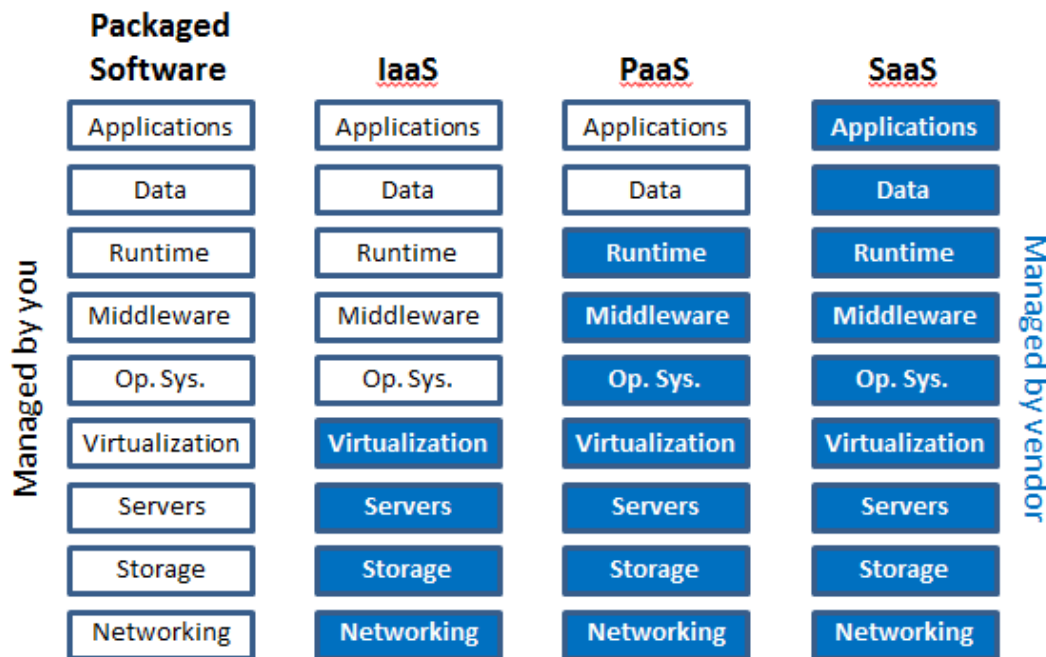 Packaged
Software
IaaS
PaaS
SaaS
Applications
Applications
Applications
Applications
Data
Data
Data
Data
Runtime
Runtime
Runtime
Runtime
Middleware
Middleware
Middleware
Middleware
Op. Sys.
Op. Sys.
Op. Sys.
Op. Sys.
Virtualization
Virtualization
Virtualization
Virtualization
Servers
Servers
Servers
Servers
Storage
Storage
Storage
Storage
Networking
Networking
Networking
Networking
Managed by you
Managed by vendor